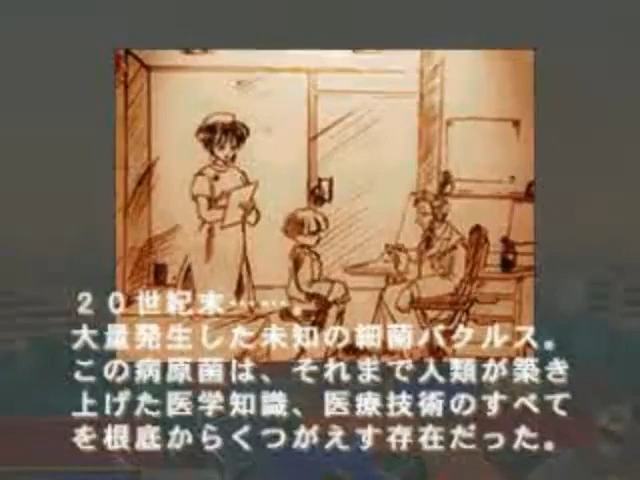 ２０世紀末……。
大量発生した未知の細菌バクルス。
この病原菌は、それまで人類が築き
上げた医学知識、医療技術のすべて
を根底からくつがえす存在だった。